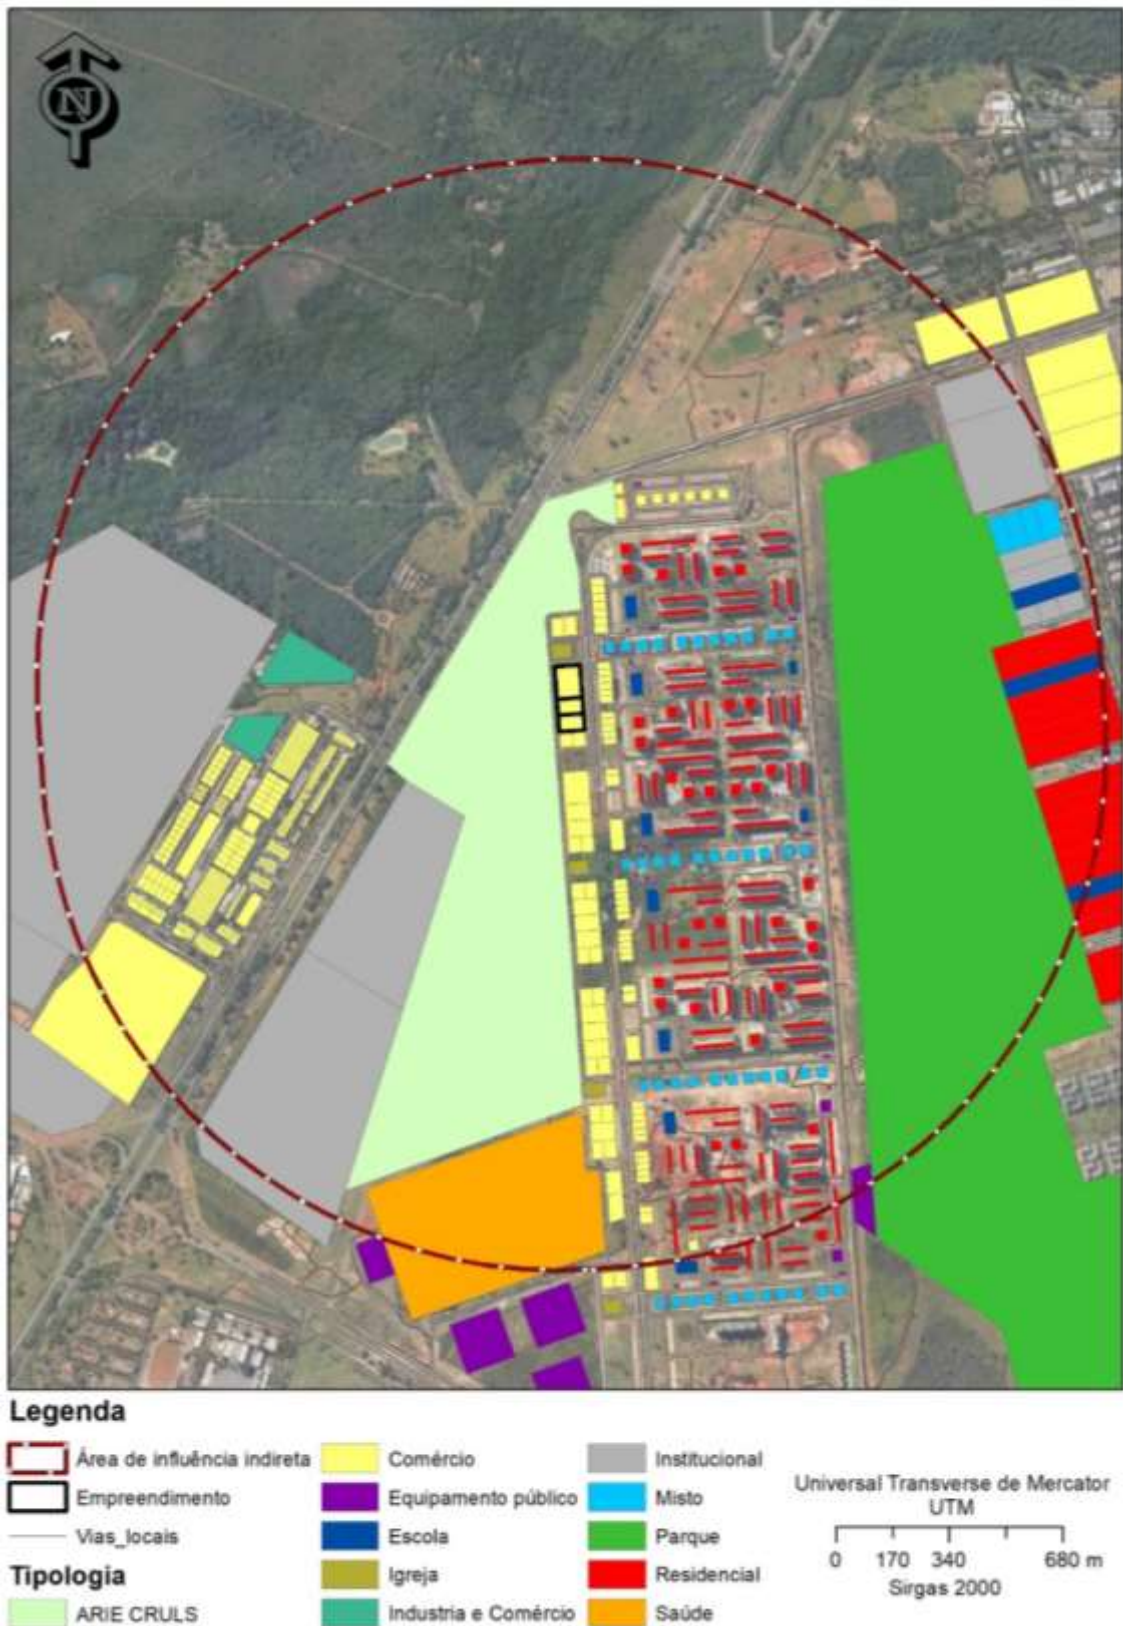 N
Legenda
Área de influência indireta
Empreendimento
Vias_locais
Tipologia
ARIE CRULS
Comércio
Equipamento público
Escola
Igreja
Industria e Comércio
Institucional
Misto
Parque
Residencial
Saúde
Universal Transverse de Mercator
UTM
0 170 340 680 m
Sirgas 2000